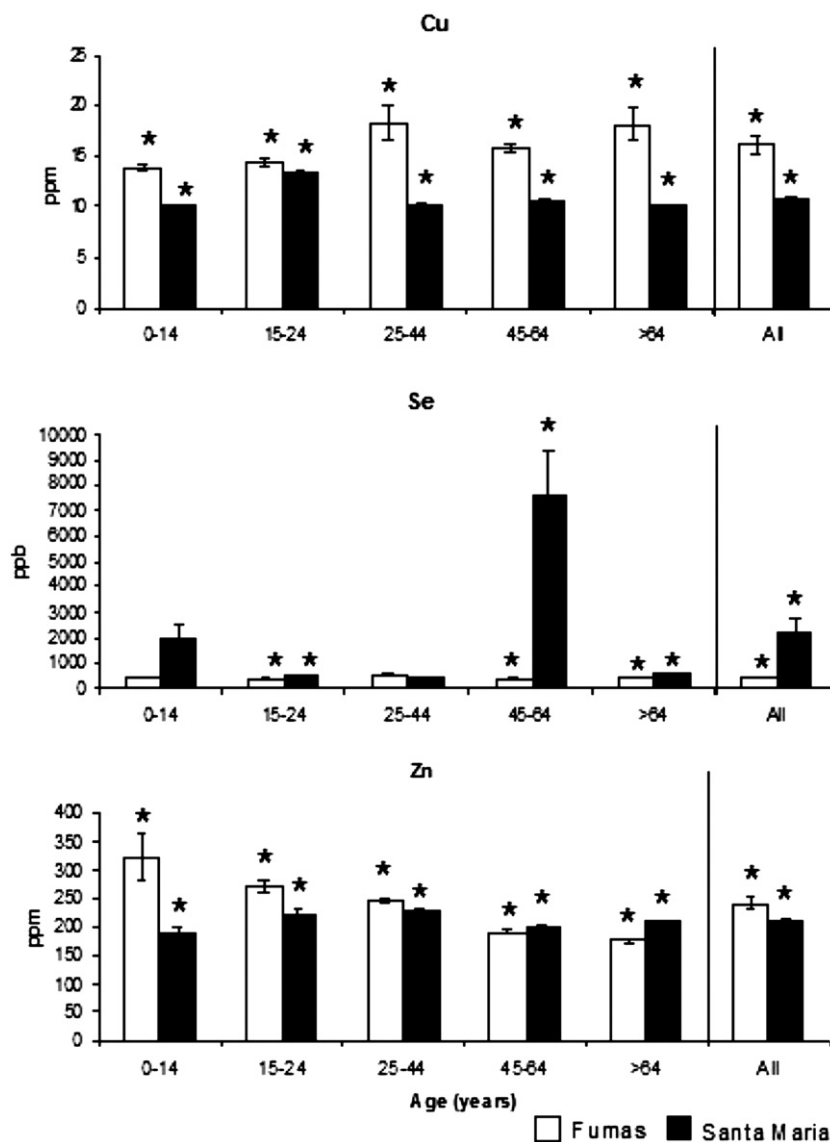 Cu
25
20
15
10
5
0
ppm
★ ★ ★ ★ ★ ★ ★ ★ ★ ★ ★ ★
0-14 15-24 25-44 45-64 >64 All
Se
10000
9000
8000
7000
6000
5000
4000
3000
2000
1000
0
ppb
★ ★ ★ ★ ★ ★ ★ ★
0-14 15-24 25-44 45-64 >64 All
Zn
400
350
300
250
200
150
100
50
0
ppm
★ ★ ★ ★ ★ ★ ★ ★ ★ ★ ★ ★
0-14 15-24 25-44 45-64 >64 All
Age (years)
Fumas Santa Maria